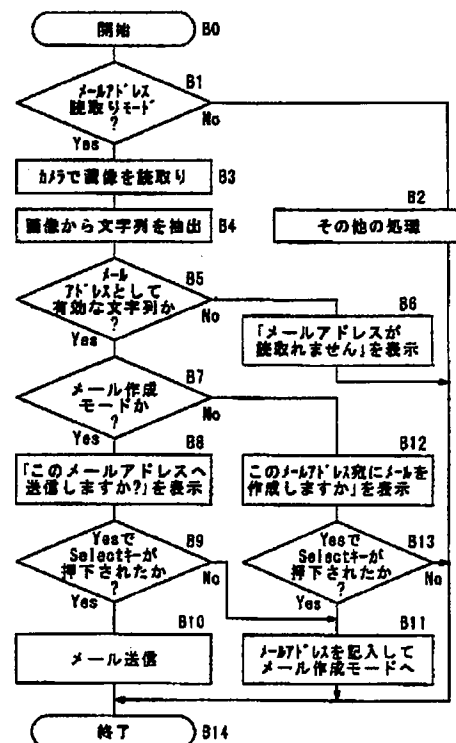 開始 B0
メールアドレス B1
読取りモード
?
Yes No
カメラで画像を読取り B3
画像から文字列を抽出 B4
B2
その他の処理
メール B5
アドレスとして
有効な文字列か
?
Yes No
B6
「メールアドレスが
読取れません」を表示
B7
メール作成
モードか
?
Yes No
B8
「このメールアドレスへ
送信しますか?」を表示
B12
このメールアドレス宛にメールを
作成しますか」を表示
Yesで B9
Selectキーが
押下されたか
?
Yes No
Yesで B13
Selectキーが
押下されたか
?
Yes No
B10
メール送信
B11
メールアドレスを記入して
メール作成モードへ
終了 B14